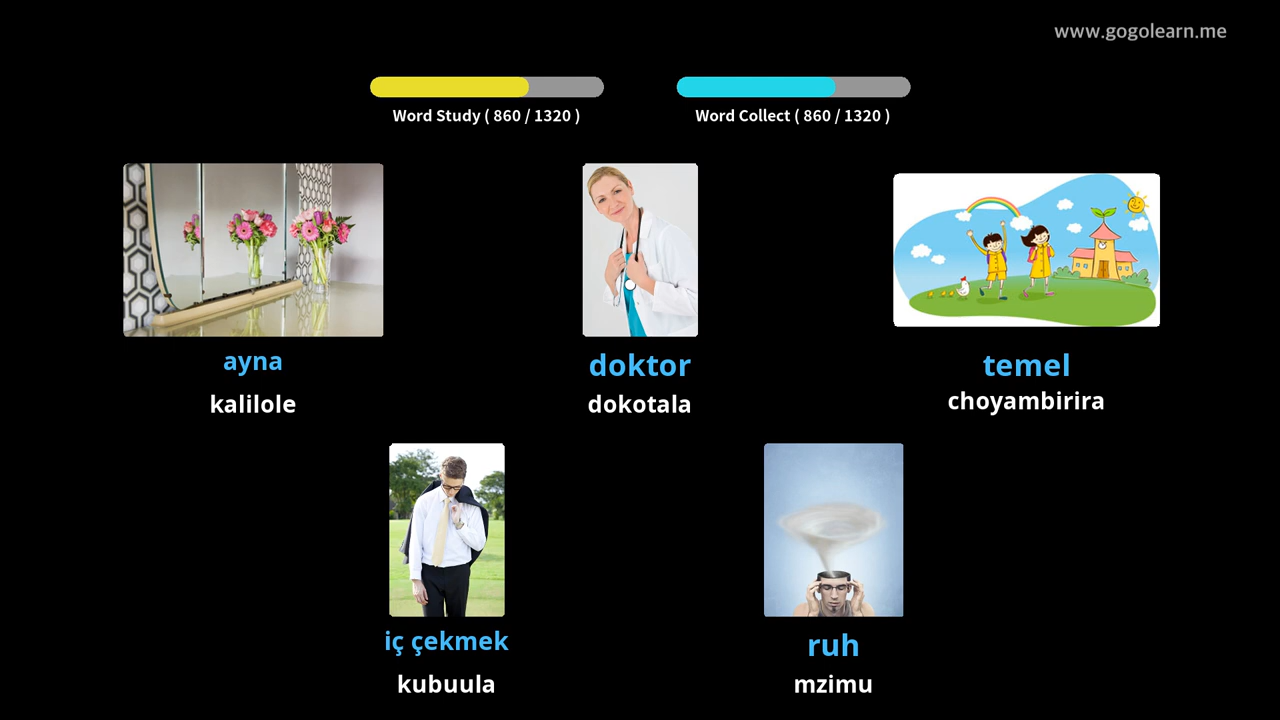 www.gogolearn.me
Word Study ( 860 / 1320 )
Word Collect ( 860 / 1320 )
ayna
kalilole
doktor
dokotala
temel
choyambirira
iç çekmek
kubuula
ruh
mzimu